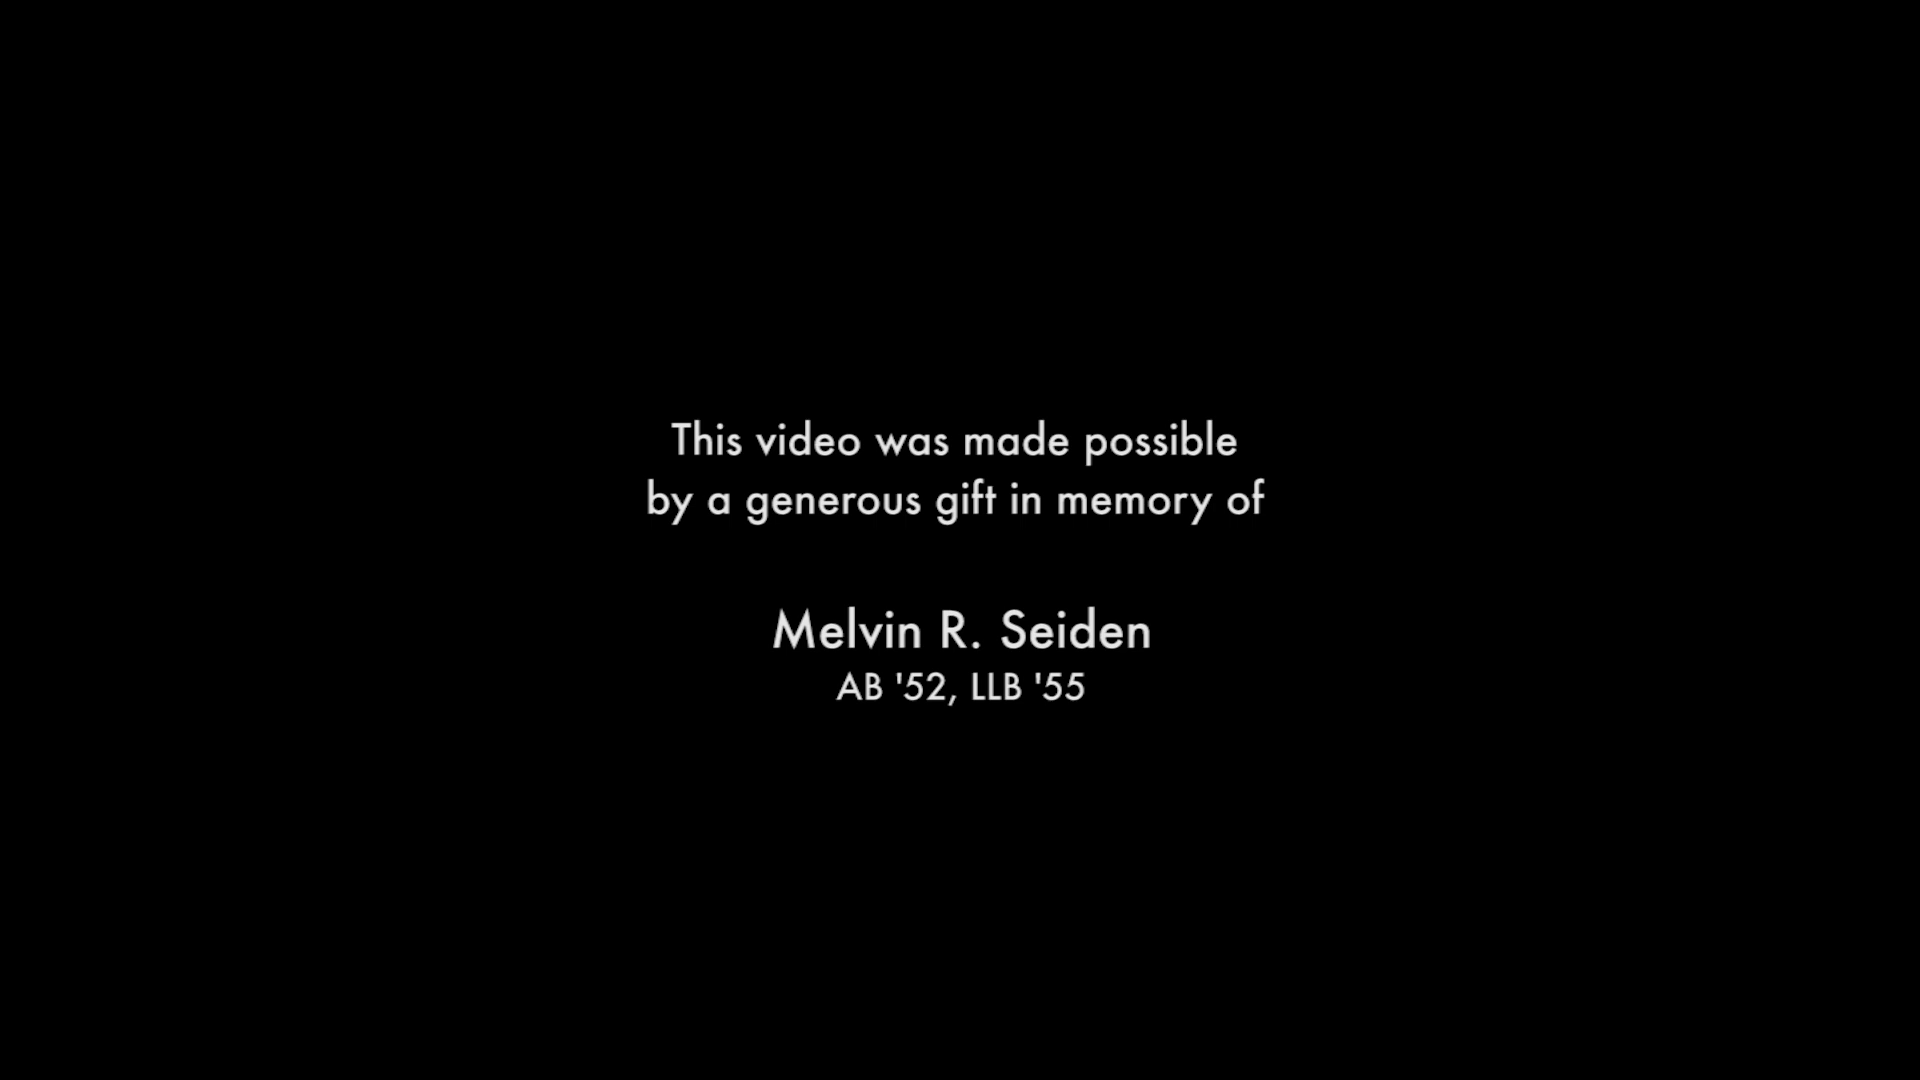 This video was made possible
by a generous gift in memory of
Melvin R. Seiden
AB '52, LLB '55